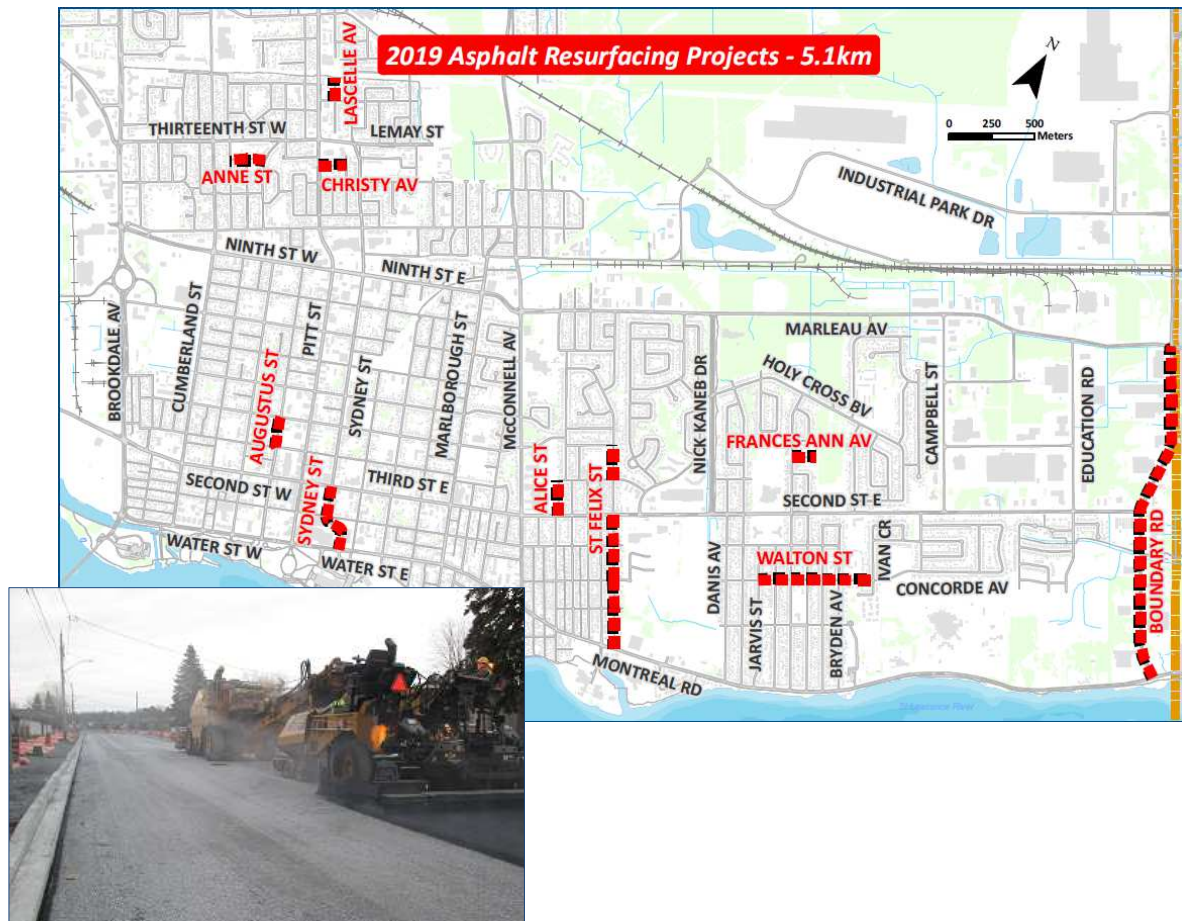 2019 Asphalt Resurfacing Projects - 5.1km
N
0 250 500
Meters
LASCELLE AV
THIRTEENTH ST W
LEMAY ST
ANNE ST
CHRISTY AV
INDUSTRIAL PARK DR
NINTH ST W
NINTH ST E
BROOKDALE AV
CUMBERLAND ST
AUGUSTUS ST
PITT ST
SYDNEY ST
MARLBOROUGH ST
McCONNELL AV
MARLEAU AV
NICK KANEB DR
HOLY CROSS BV
CAMPBELL ST
EDUCATION RD
FRANCES ANN AV
SECOND ST W
SYDNEY ST
THIRD ST E
ALICE ST
ST FELIX ST
SECOND ST E
WATER ST W
WATER ST E
DANIS AV
WALTON ST
IVAN CR
CONCORDE AV
JARVIS ST
BRYDEN AV
BOUNDARY RD
MONTREAL RD
St Lawrence River